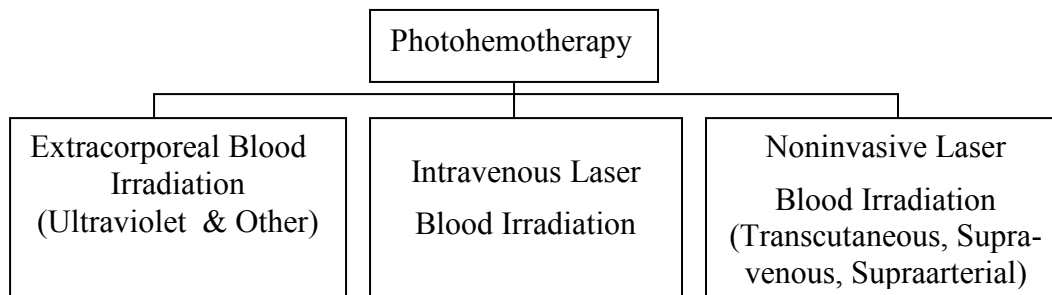 Photohemotherapy
Extracorporeal Blood
Irradiation
(Ultraviolet & Other)
Intravenous Laser
Blood Irradiation
Noninvasive Laser
Blood Irradiation
(Transcutaneous, Supra-
venous, Supraarterial)